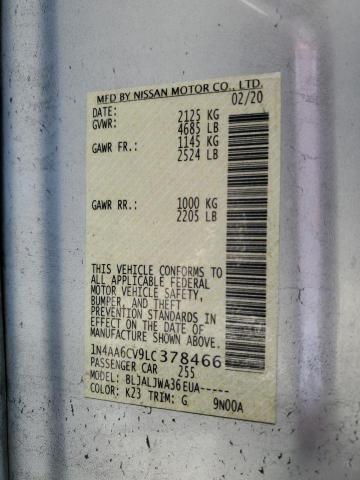 MFD BY NISSAN MOTOR CO., LTD.
DATE: 02/20
GVWR: 2125 KG
4685 LB
GAWR FR.: 1145 KG
2524 LB
GAWR RR.: 1000 KG
2205 LB
THIS VEHICLE CONFORMS TO
ALL APPLICABLE FEDERAL
MOTOR VEHICLE SAFETY,
BUMPER, AND THEFT
PREVENTION STANDARDS IN
EFFECT ON THE DATE OF
MANUFACTURE SHOWN ABOVE.
1N4AA6CV9LC378466
PASSENGER CAR 255
MODEL: BLJALJWA36EUA-----
COLOR: K23 TRIM: G 9N00A